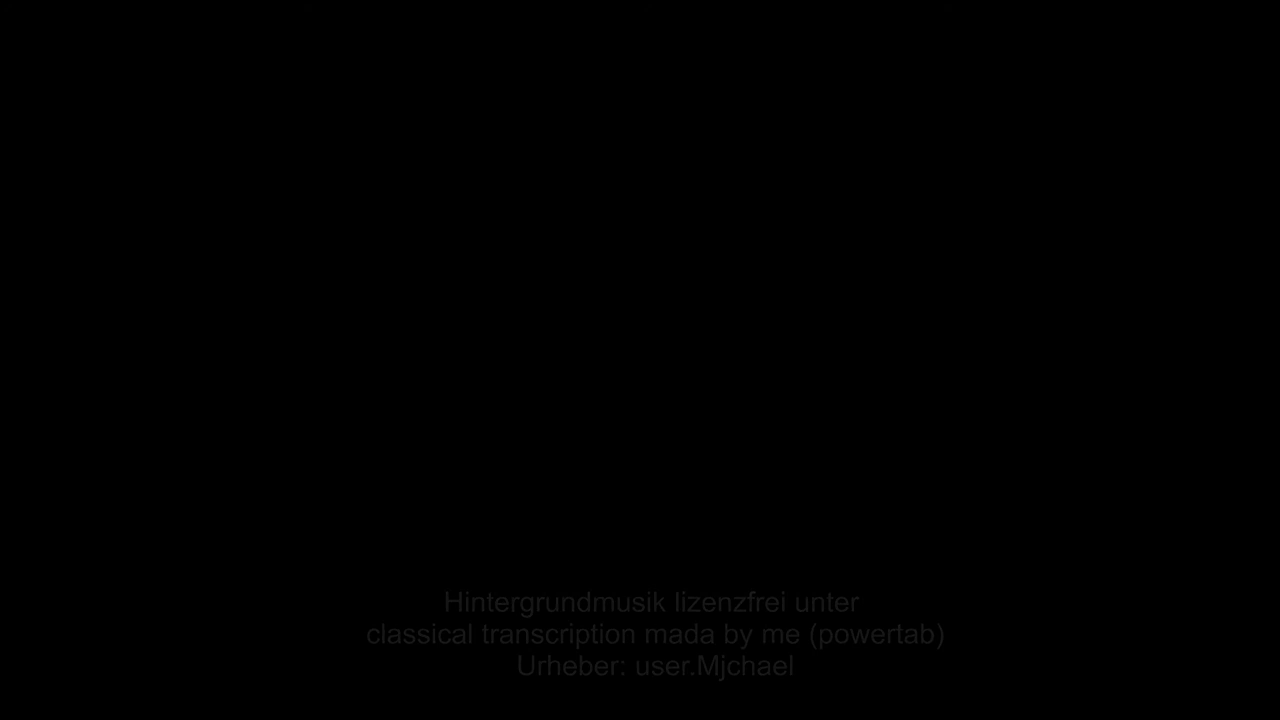 Hintergrundmusik lizenzfrei unter
classical transcription mada by me (powertab)
Urheber: user.Mjchael